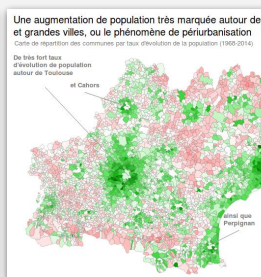 Une augmentation de population très marquée autour de
et grandes villes, ou le phénomène de périurbanisation
Carte de répartition des communes par taux d'évolution de la population (1968-2014)
De très fort taux
d'évolution de population
autour de Toulouse
et Cahors
ainsi que
Perpignan